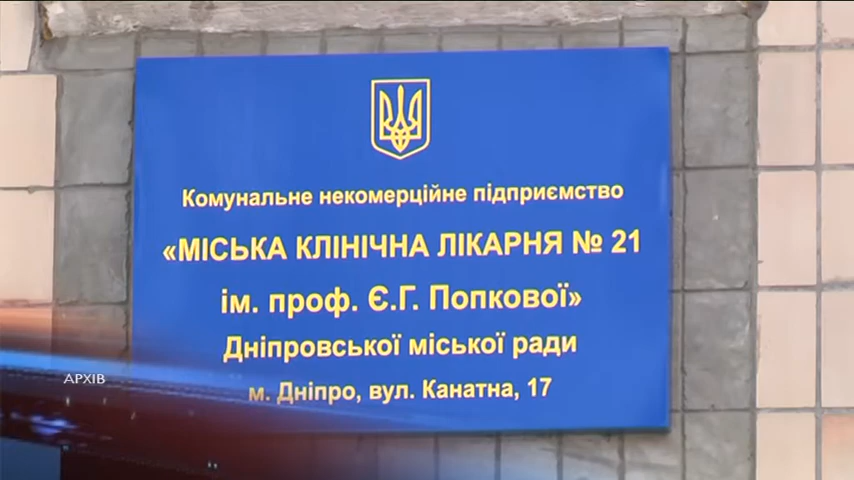 Комунальне некомерційне підприємство
«МІСЬКА КЛІНІЧНА ЛІКАРНЯ № 21
ім. проф. Є.Г. Попкової»
Дніпровської міської ради
м. Дніпро, вул. Канатна, 17
АРХІВ